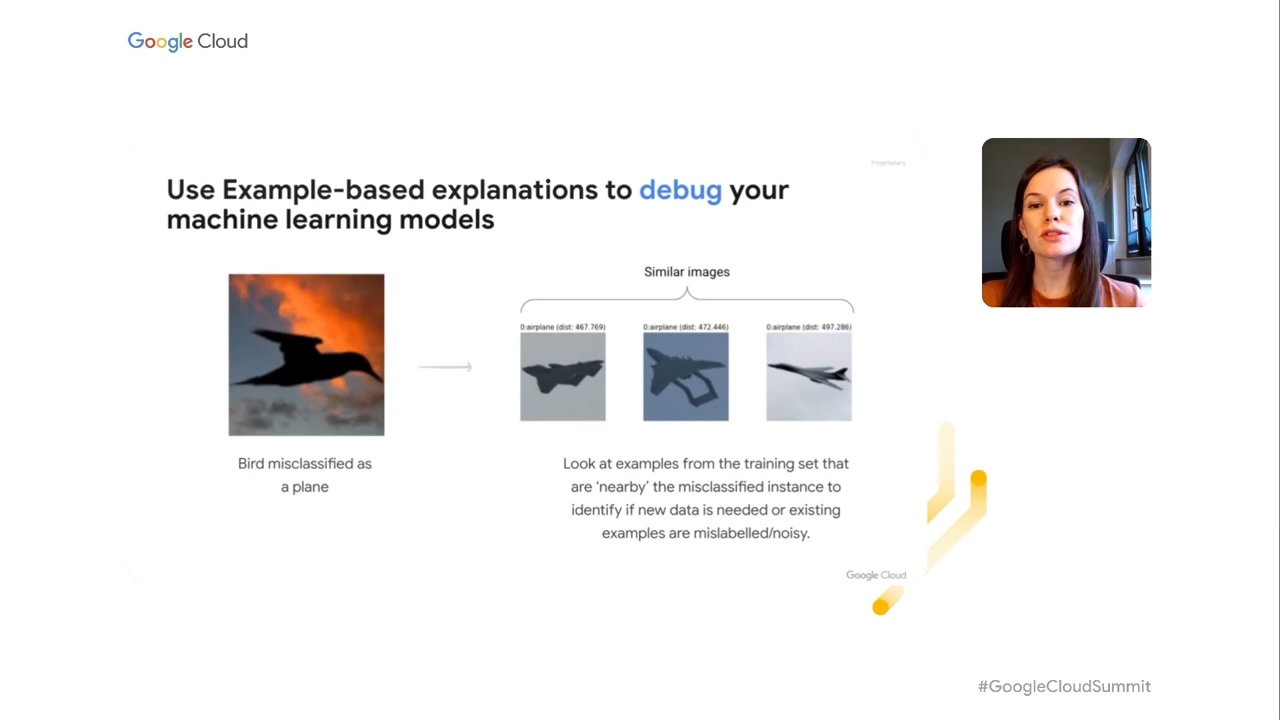 Google Cloud
Proprietary
Use Example-based explanations to debug your
machine learning models
Similar images
0:airplane (dist: 467.769)
0:airplane (dist: 472.446)
0:airplane (dist: 497.286)
Bird misclassified as
a plane
Look at examples from the training set that
are ‘nearby’ the misclassified instance to
identify if new data is needed or existing
examples are mislabelled/noisy.
Google Cloud
#GoogleCloudSummit